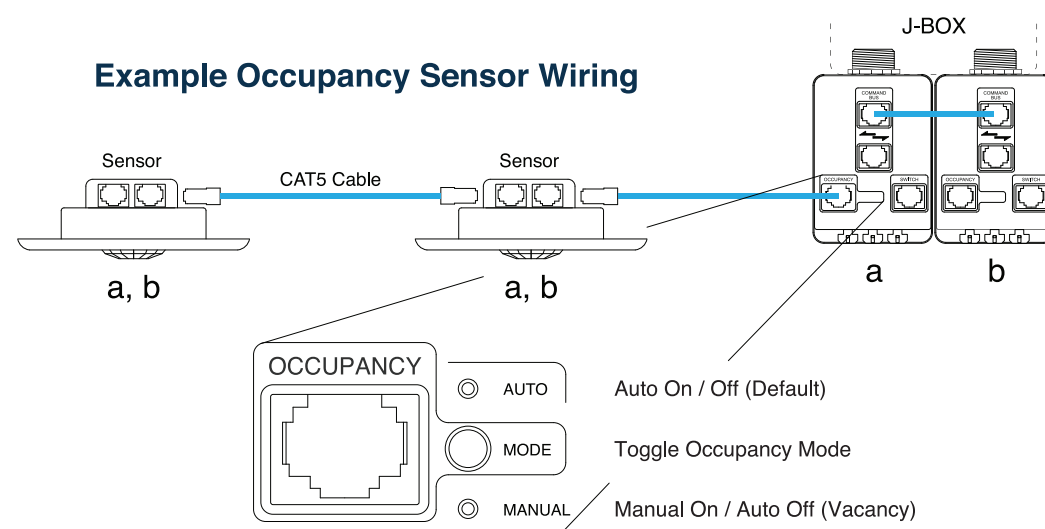 J-BOX
Example Occupancy Sensor Wiring
COMMAND
BUS
COMMAND
BUS
Sensor
CAT5 Cable
Sensor
OCCUPANCY
SWITCH
OCCUPANCY
SWITCH
a, b
a, b
a
b
OCCUPANCY
AUTO
Auto On / Off (Default)
MODE
Toggle Occupancy Mode
MANUAL
Manual On / Auto Off (Vacancy)